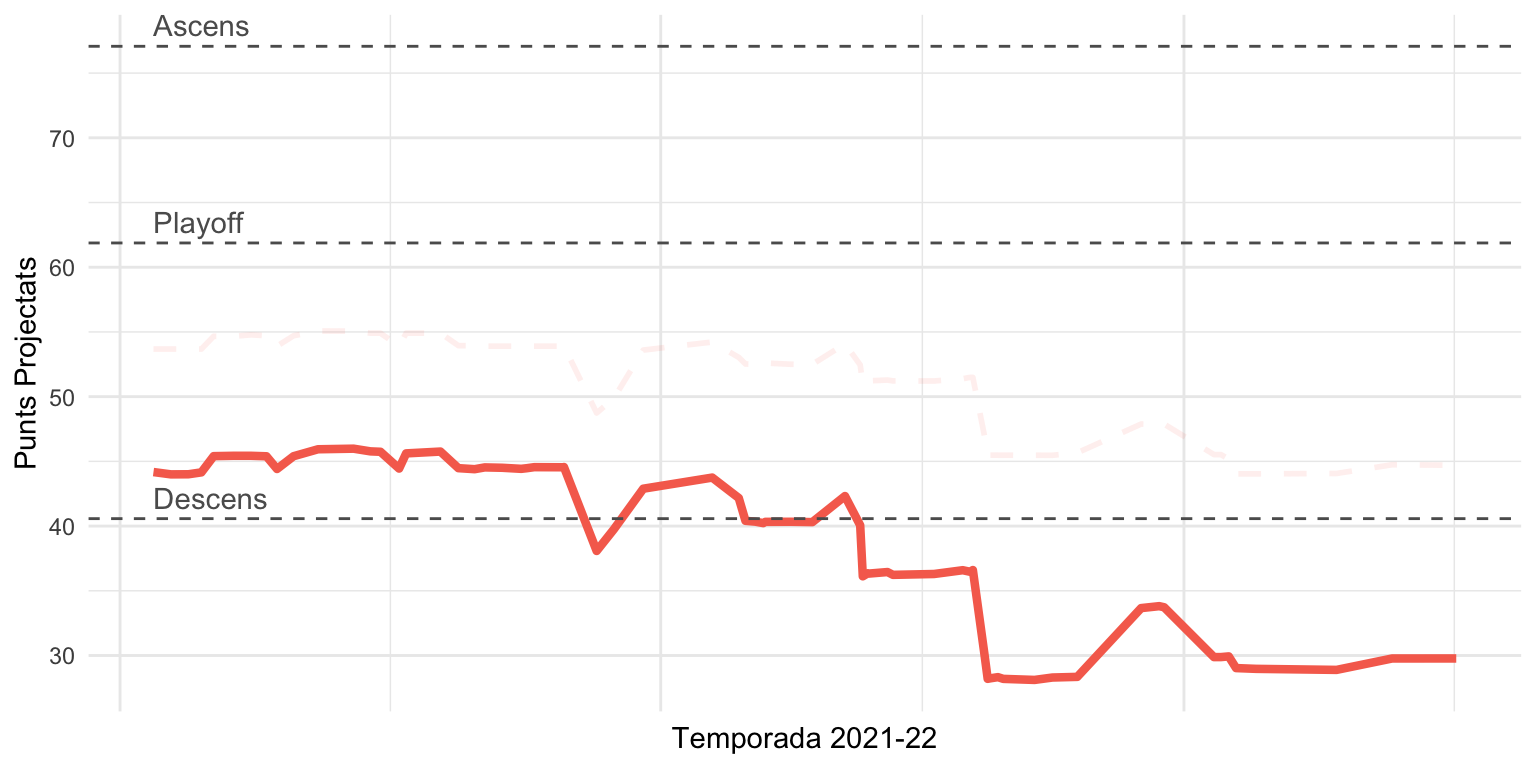 Ascens
70
Playoff
60
50
Descens
40
30
Punts Projectats
Temporada 2021-22